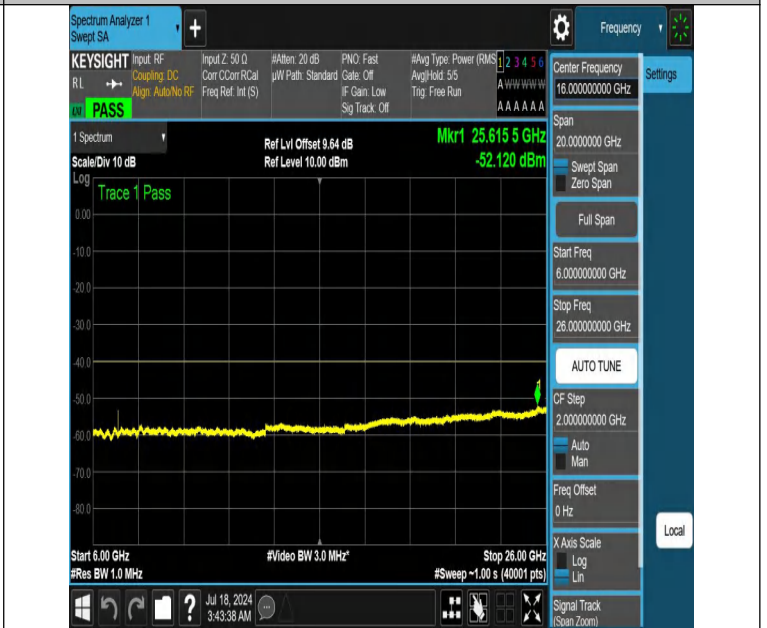 Spectrum Analyzer 1
Swept SA
+
Frequency
KEYSIGHT
RL
PASS
Input: RF
Coupling: DC
Align: Auto/No RF
Input Z: 50 Ω
Corr CCorr RCal
Freq Ref: Int (S)
#Atten: 20 dB
µW Path: Standard
PNO: Fast
Gate: Off
IF Gain: Low
Sig Track: Off
#Avg Type: Power (RMS
Avg|Hold: 5/5
Trig: Free Run
1 2 3 4 5 6
A W W W W W
A A A A A A
1 Spectrum
Scale/Div 10 dB
Ref Lvl Offset 9.64 dB
Ref Level 10.00 dBm
Mkr1 25.615 5 GHz
-52.120 dBm
Log
Trace 1 Pass
0.00
-10.0
-20.0
-30.0
-40.0
-50.0
-60.0
-70.0
-80.0
1
Start 6.00 GHz
#Res BW 1.0 MHz
#Video BW 3.0 MHz*
Stop 26.00 GHz
#Sweep ~1.00 s (40001 pts)
?
Jul 18, 2024
3:43:38 AM
Center Frequency
16.000000000 GHz
Settings
Span
20.0000000 GHz
Swept Span
Zero Span
Full Span
Start Freq
6.000000000 GHz
Stop Freq
26.000000000 GHz
AUTO TUNE
CF Step
2.000000000 GHz
Auto
Man
Freq Offset
0 Hz
X Axis Scale
Log
Lin
Local
Signal Track
(Span Zoom)